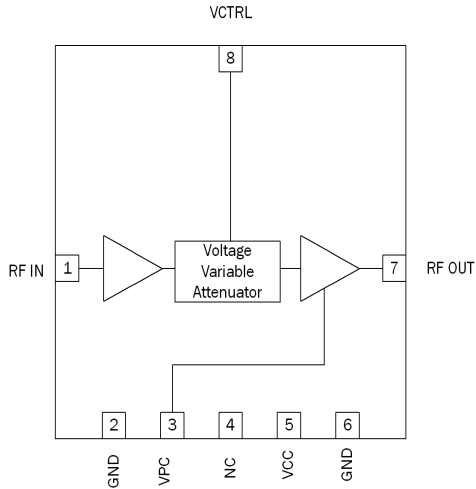 VCTRL
8
Voltage
Variable
Attenuator
RF IN
1
7
RF OUT
2
3
4
5
6
GND
VPC
NC
VCC
GND